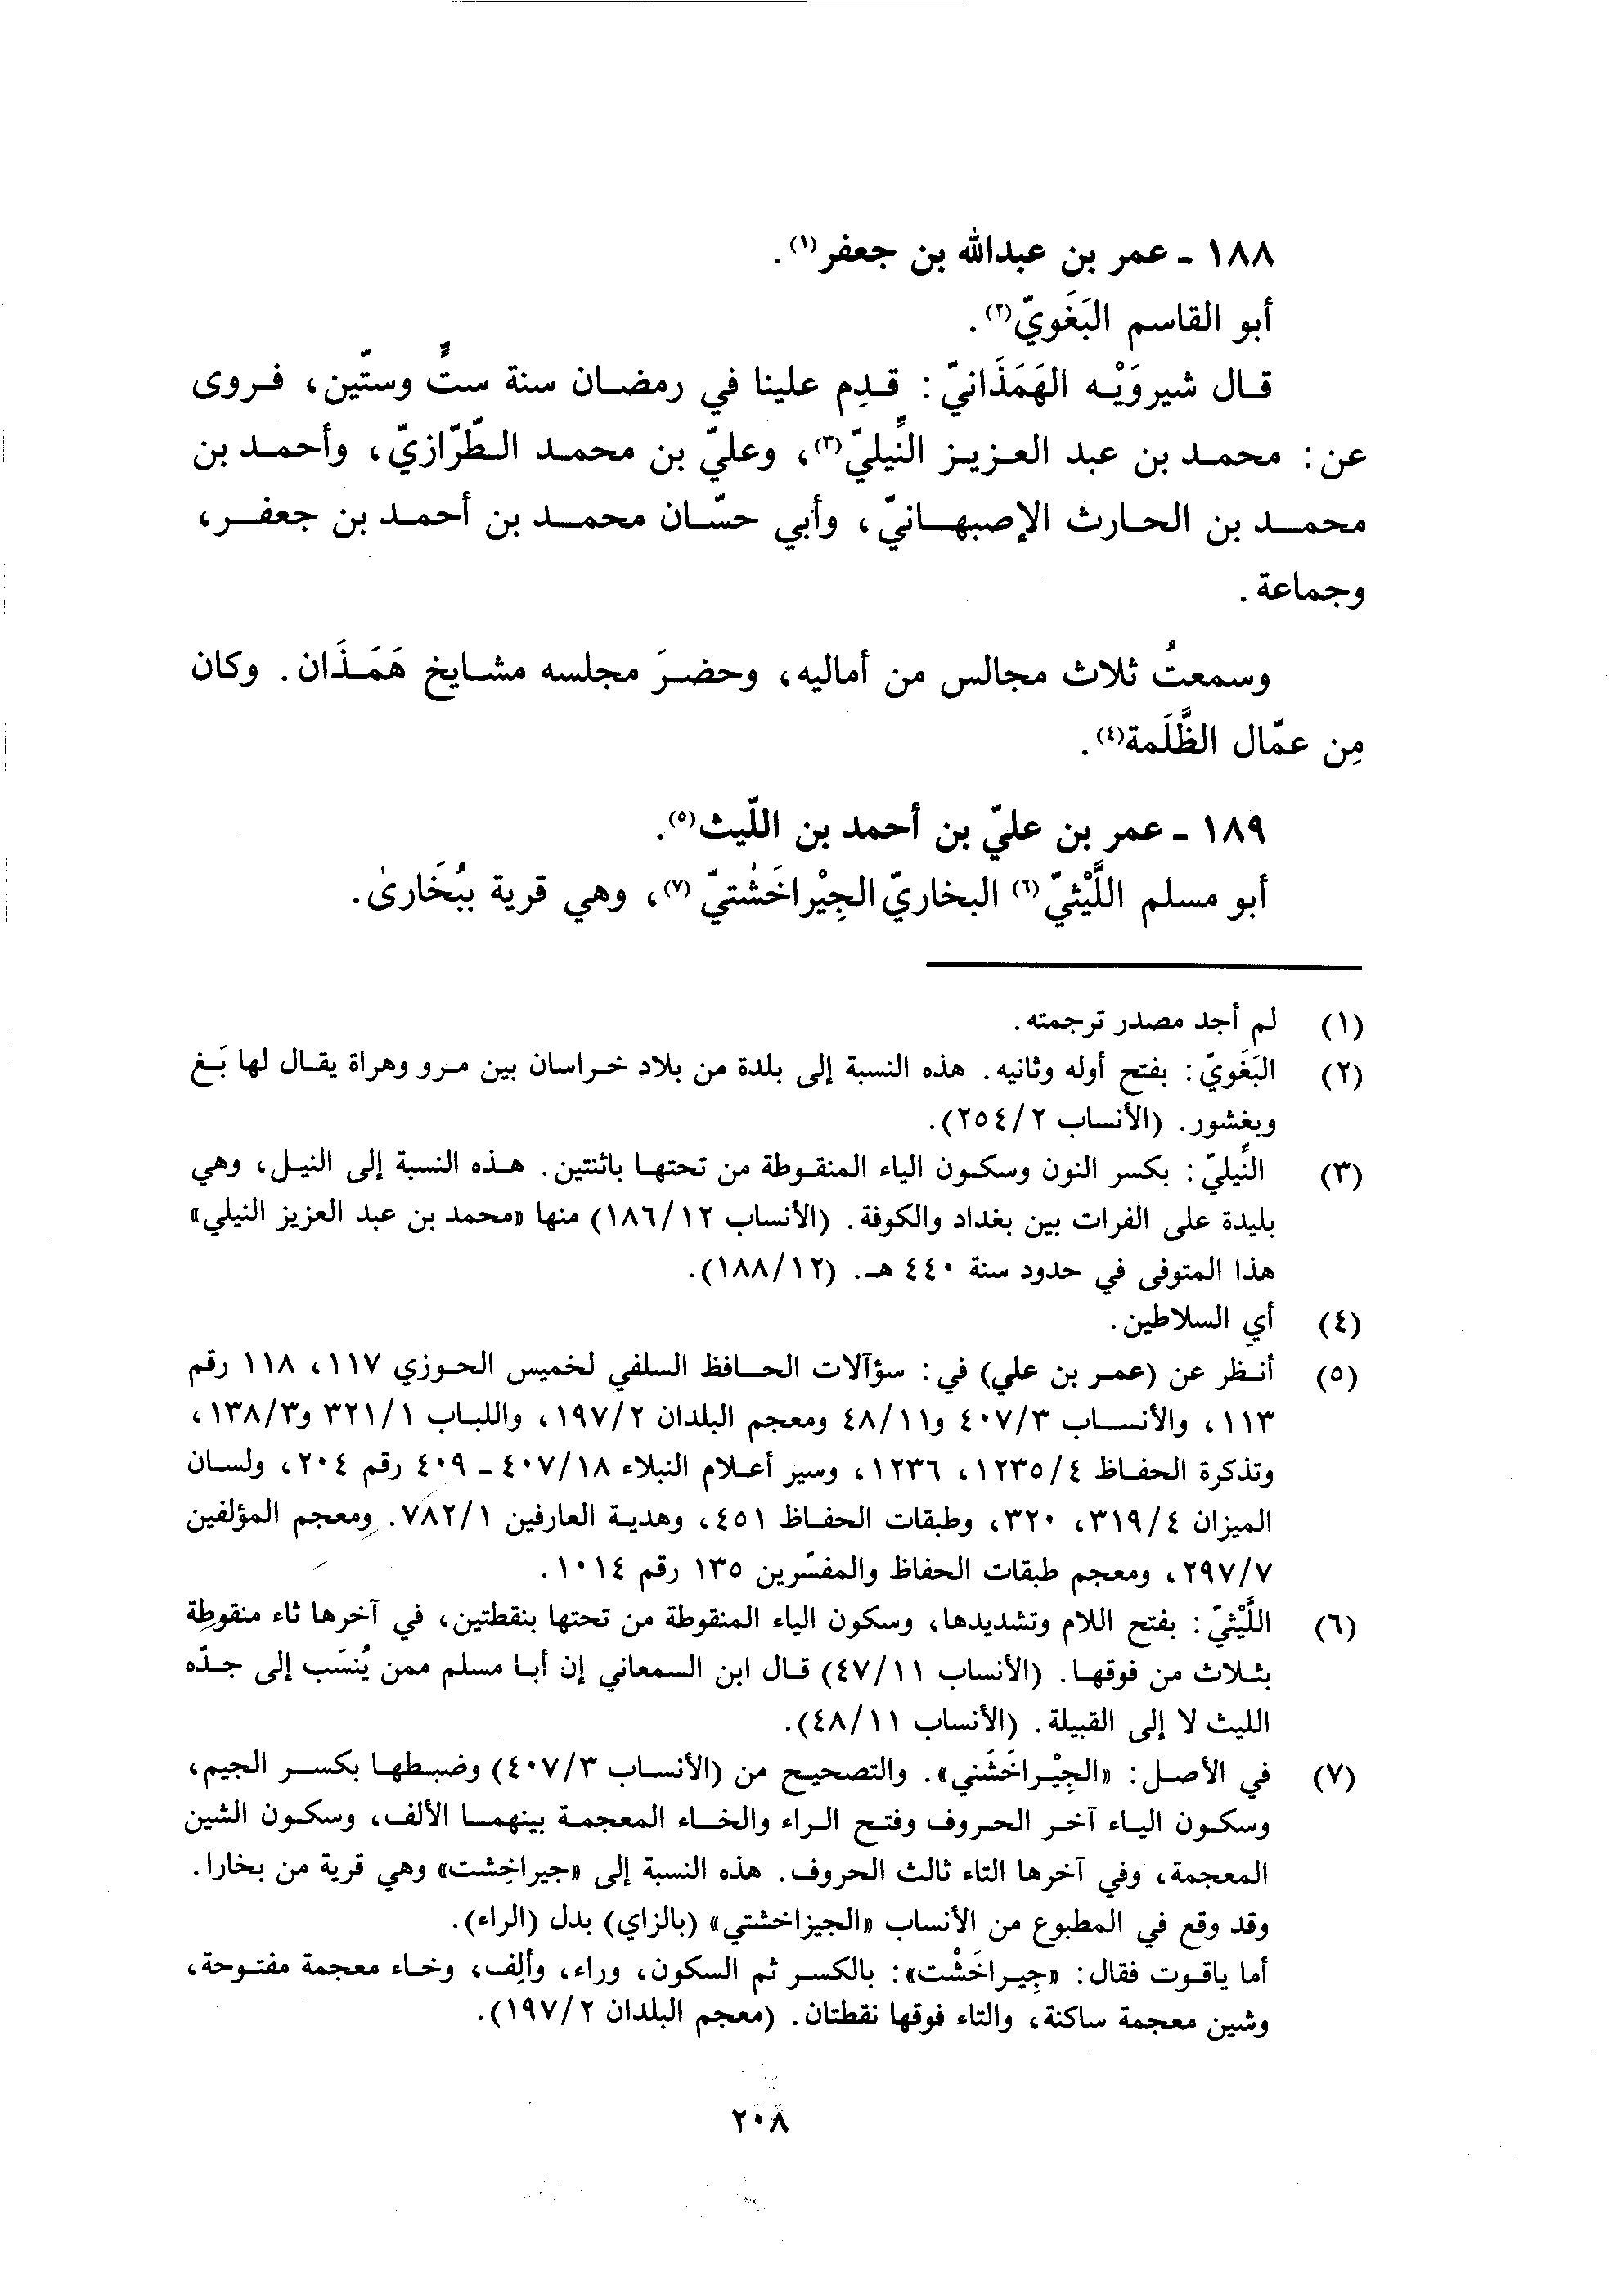 ١٨٨ - عمر بن عبدالله بن جعفر(١).
أبو القاسم البَغَويّ(٢).
قال شيرويْه الهَمَذَانيّ: قدِم علينا في رمضان سنة ستٍّ وستّين، فروى
عن: محمد بن عبد العزيز النِّيليّ(٣)، وعليّ بن محمد الطّرّازيّ، وأحمد بن
محمد بن الحارث الإصبهانيّ، وأبي حسّان محمد بن أحمد بن جعفر،
وجماعة.
وسمعتُ ثلاث مجالس من أماليه، وحضرَ مجلسه مشايخ هَمَذَان. وكان
مِن عمّال الظَّلَمة(٤).
١٨٩ - عمر بن عليّ بن أحمد بن اللّيث(٥).
أبو مسلم اللَّيْثيّ(٦) البخاريّ الجِيْراخَشْتيّ(٧)، وهي قرية ببُخَارىٰ.
(١) لم أجد مصدر ترجمته.
(٢) البَغَويّ: بفتح أوله وثانيه. هذه النسبة إلى بلدة من بلاد خراسان بين مرو وهراة يقال لها بَغ
وبغشور. (الأنساب ٢/٢٥٤).
(٣) النِّيليّ: بكسر النون وسكون الياء المنقوطة من تحتها باثنتين. هذه النسبة إلى النيل، وهي
بليدة على الفرات بين بغداد والكوفة. (الأنساب ١٢/١٨٦) منها «محمد بن عبد العزيز النيلي»
هذا المتوفى في حدود سنة ٤٤٠ هـ. (١٢/١٨٨).
(٤) أي السلاطين.
(٥) أنظر عن (عمر بن علي) في: سؤآلات الحافظ السلفي لخميس الحوزي ١١٧، ١١٨ رقم
١١٣، والأنساب ٣/٤٠٧ و١١/٤٨ ومعجم البلدان ٢/١٩٧، واللباب ١/٣٢١ و٣/١٣٨،
وتذكرة الحفاظ ٤/١٢٣٥، ١٢٣٦، وسير أعلام النبلاء ١٨/٤٠٧ - ٤٠٩ رقم ٢٠٤، ولسان
الميزان ٤/٣١٩، ٣٢٠، وطبقات الحفاظ ٤٥١، وهدية العارفين ١/٧٨٢. ومعجم المؤلفين
٧/٢٩٧، ومعجم طبقات الحفاظ والمفسّرين ١٣٥ رقم ١٠١٤.
(٦) اللَّيْثيّ: بفتح اللام وتشديدها، وسكون الياء المنقوطة من تحتها بنقطتين، في آخرها ثاء منقوطة
بثلاث من فوقها. (الأنساب ١١/٤٧) قال ابن السمعاني إن أبا مسلم ممن يُنسَب إلى جدّه
الليث لا إلى القبيلة. (الأنساب ١١/٤٨).
(٧) في الأصل: «الجِيْراخَشَني». والتصحيح من (الأنساب ٣/٤٠٧) وضبطها بكسر الجيم،
وسكون الياء آخر الحروف وفتح الراء والخاء المعجمة بينهما الألف، وسكون الشين
المعجمة، وفي آخرها التاء ثالث الحروف. هذه النسبة إلى «جيراخِشت» وهي قرية من بخارا.
وقد وقع في المطبوع من الأنساب «الجيزاخشتي» (بالزاي) بدل (الراء).
أما ياقوت فقال: «جِيراخَشْت»: بالكسر ثم السكون، وراء، وألِف، وخاء معجمة مفتوحة،
وشين معجمة ساكنة، والتاء فوقها نقطتان. (معجم البلدان ٢/١٩٧).
٢٠٨